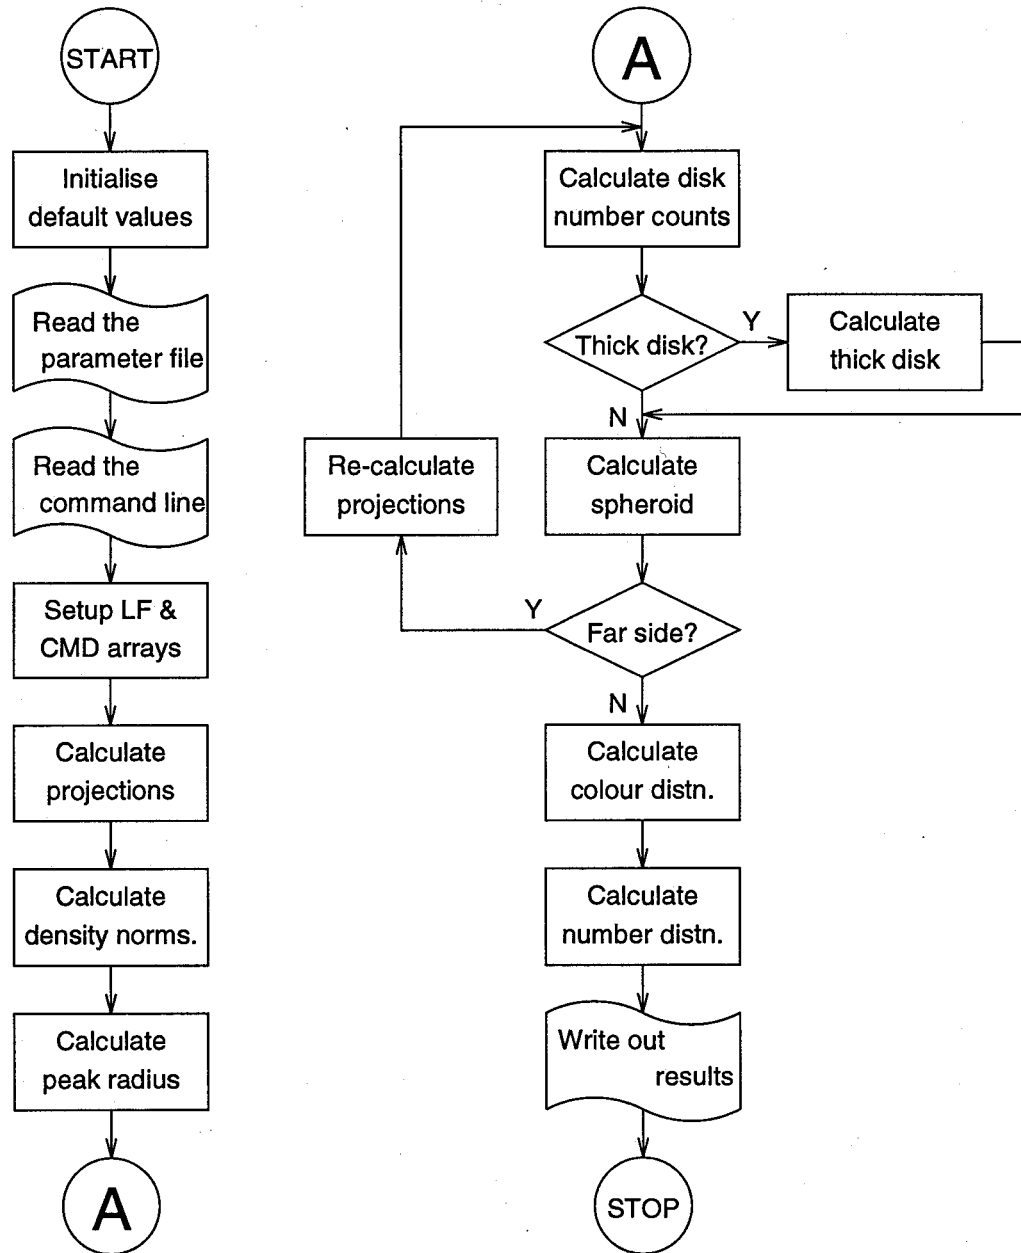 START
Initialise
default values
Read the
parameter file
Read the
command line
Setup LF &
CMD arrays
Calculate
projections
Calculate
density norms.
Calculate
peak radius
A
A
Calculate disk
number counts
Thick disk?
Y
Calculate
thick disk
N
Re-calculate
projections
Calculate
spheroid
Y
Far side?
N
Calculate
colour distn.
Calculate
number distn.
Write out
results
STOP